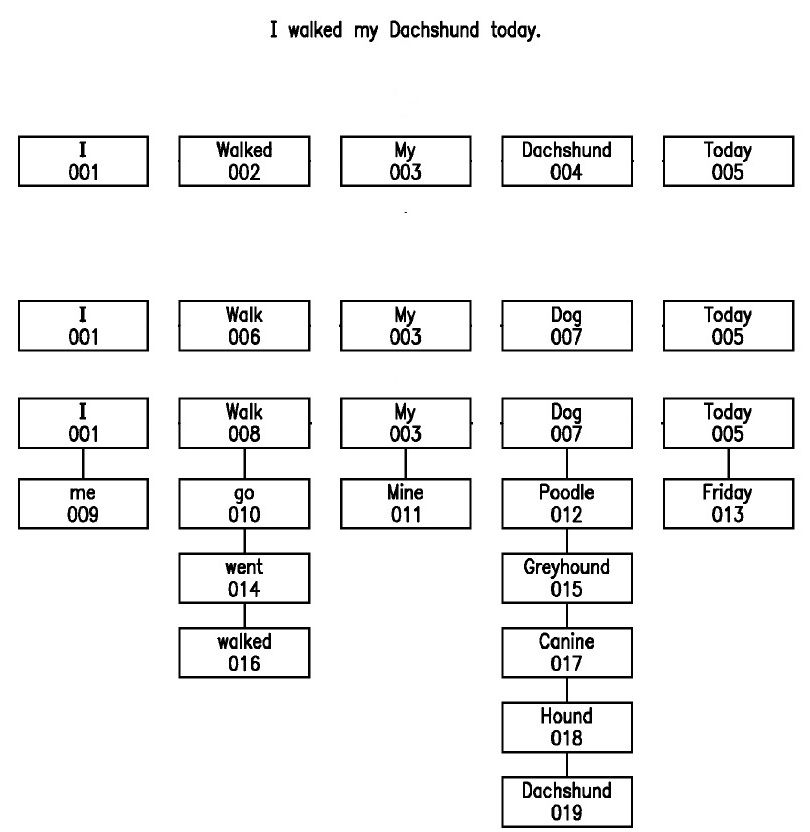 I walked my Dachshund today.
I Walked My Dachshund Today
001 002 003 004 005
I Walk My Dog Today
001 006 003 007 005
I Walk My Dog Today
001 008 003 007 005
me go Mine Poodle Friday
009 010 011 012 013
went Greyhound
014 015
walked Canine
016 017
Hound
018
Dachshund
019